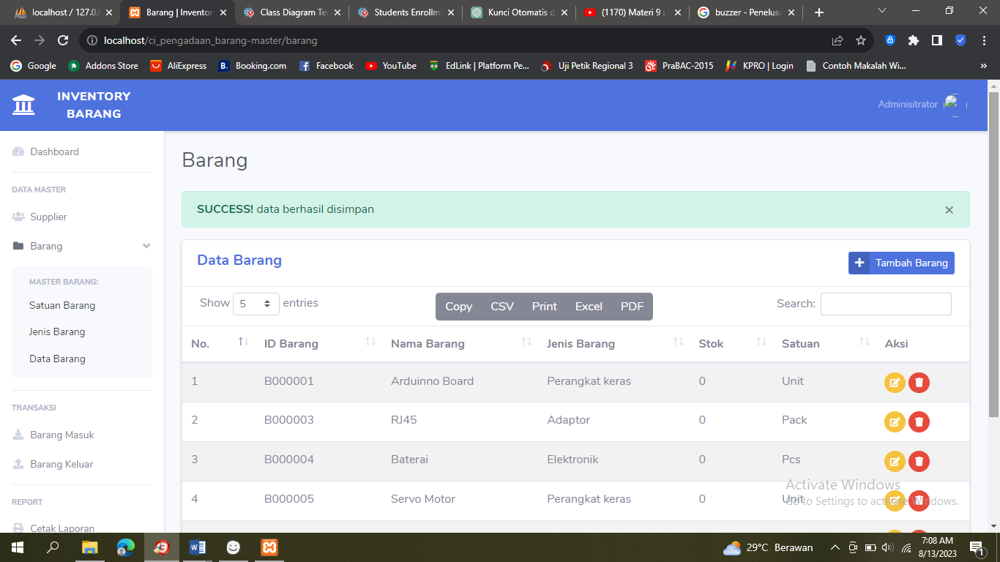 localhost / 127.0.
Barang | Inventor
Class Diagram Te
Students Enrollm
Kunci Otomatis d
(1170) Materi 9 :
buzzer - Penelusu
localhost/ci_pengadaan_barang-master/barang
Google
Addons Store
AliExpress
Booking.com
Facebook
YouTube
EdLink | Platform Pe...
Uji Petik Regional 3
PraBAC-2015
KPRO | Login
Contoh Makalah Wi...
»
INVENTORY
BARANG
Adminisitrator
Dashboard
DATA MASTER
Supplier
Barang
MASTER BARANG:
Satuan Barang
Jenis Barang
Data Barang
TRANSAKSI
Barang Masuk
Barang Keluar
REPORT
Cetak Laporan
Barang
SUCCESS! data berhasil disimpan
×
Data Barang
+ Tambah Barang
Show 5 entries
Copy CSV Print Excel PDF
Search:
No. ID Barang Nama Barang Jenis Barang Stok Satuan Aksi
1 B000001 Arduinno Board Perangkat keras 0 Unit
2 B000003 RJ45 Adaptor 0 Pack
3 B000004 Baterai Elektronik 0 Pcs
4 B000005 Servo Motor Perangkat keras 0 Unit
Activate Windows
Go to Settings to activate Windows.
29°C Berawan
7:08 AM
8/13/2023
1